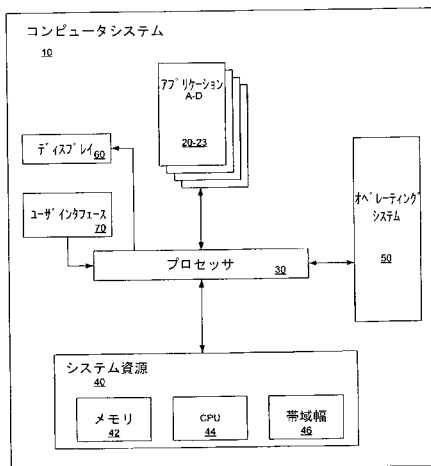 コンピュータシステム
10
アプリケーション
A-D
20-23
ディスプレイ 60
ユーザインタフェース
70
オペレーティング
システム
50
プロセッサ
30
システム資源
40
メモリ
42
CPU
44
帯域幅
46